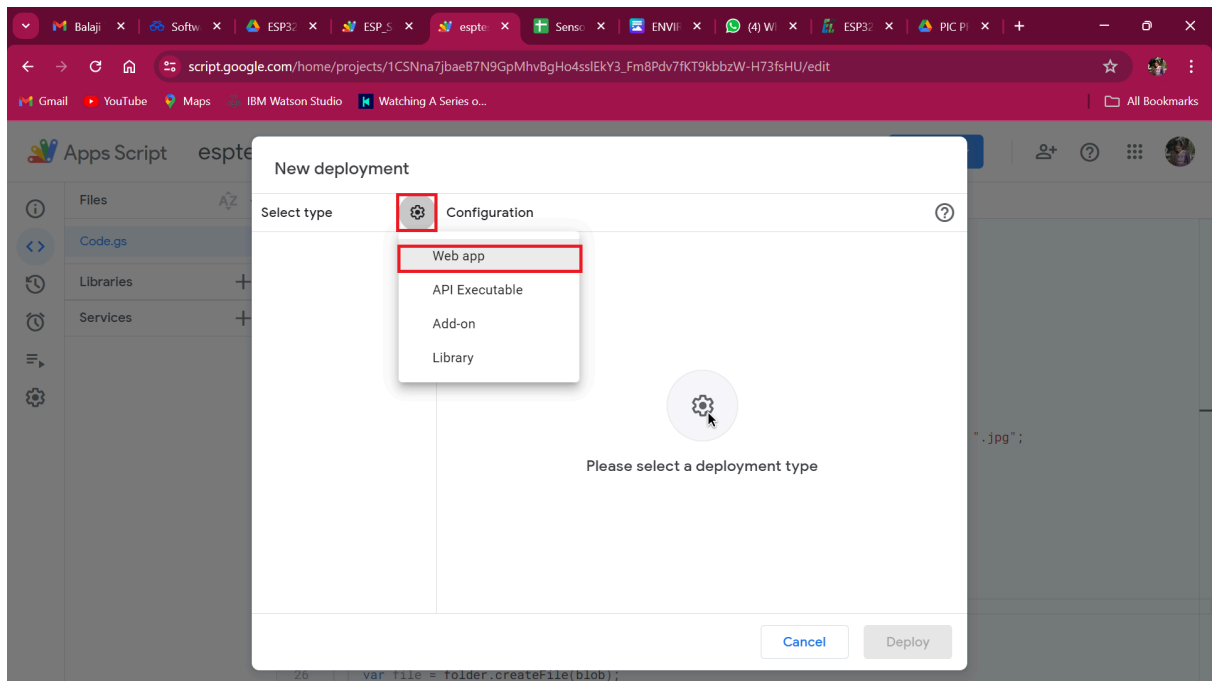 Balaji
Softw
ESP32
ESP_S
espte
Senso
ENVIR
(4) W
ESP32
PIC P
script.google.com/home/projects/1CSNna7jbaeB7N9GpMhvBgHo4sslEkY3_Fm8Pdv7fKT9kbbzW-H73fsHU/edit
Gmail
YouTube
Maps
IBM Watson Studio
Watching A Series o...
All Bookmarks
Apps Script
espte
New deployment
Files
AZ
Select type
Configuration
Code.gs
Web app
Libraries
API Executable
Services
Add-on
Library
".jpg";
Please select a deployment type
Cancel
Deploy
26 var file = folder.createFile(blob);